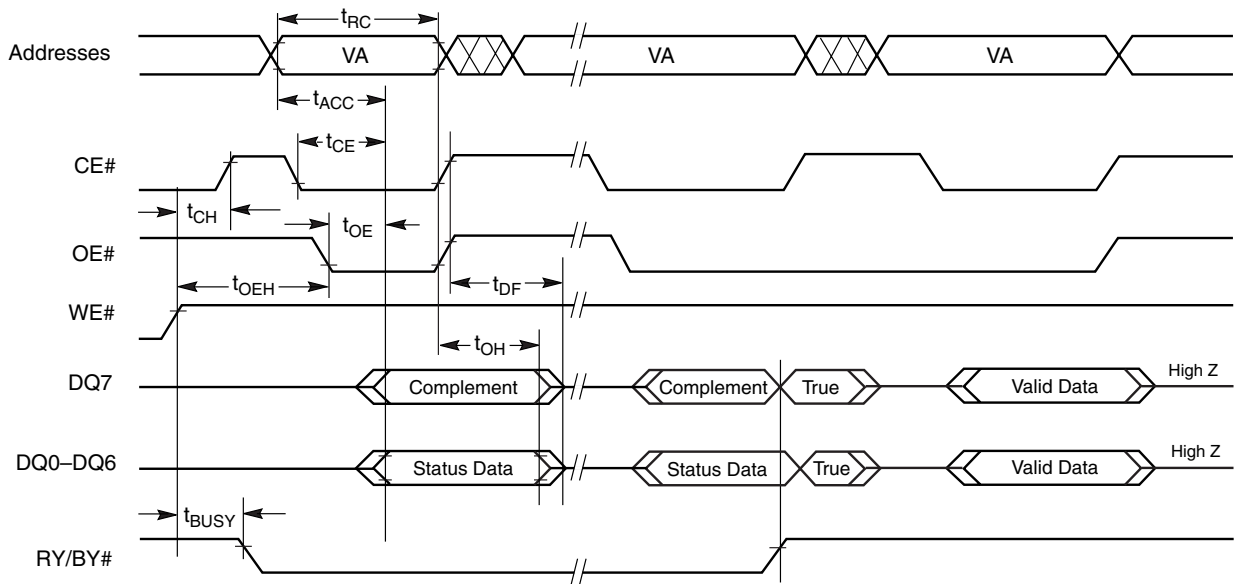 tRC
Addresses VA VA VA
tACC
tCE
CE#
tCH tOE
OE#
tOEH tDF
WE#
tOH
DQ7 Complement Complement True Valid Data High Z
DQ0–DQ6 Status Data Status Data True Valid Data High Z
tBUSY
RY/BY#